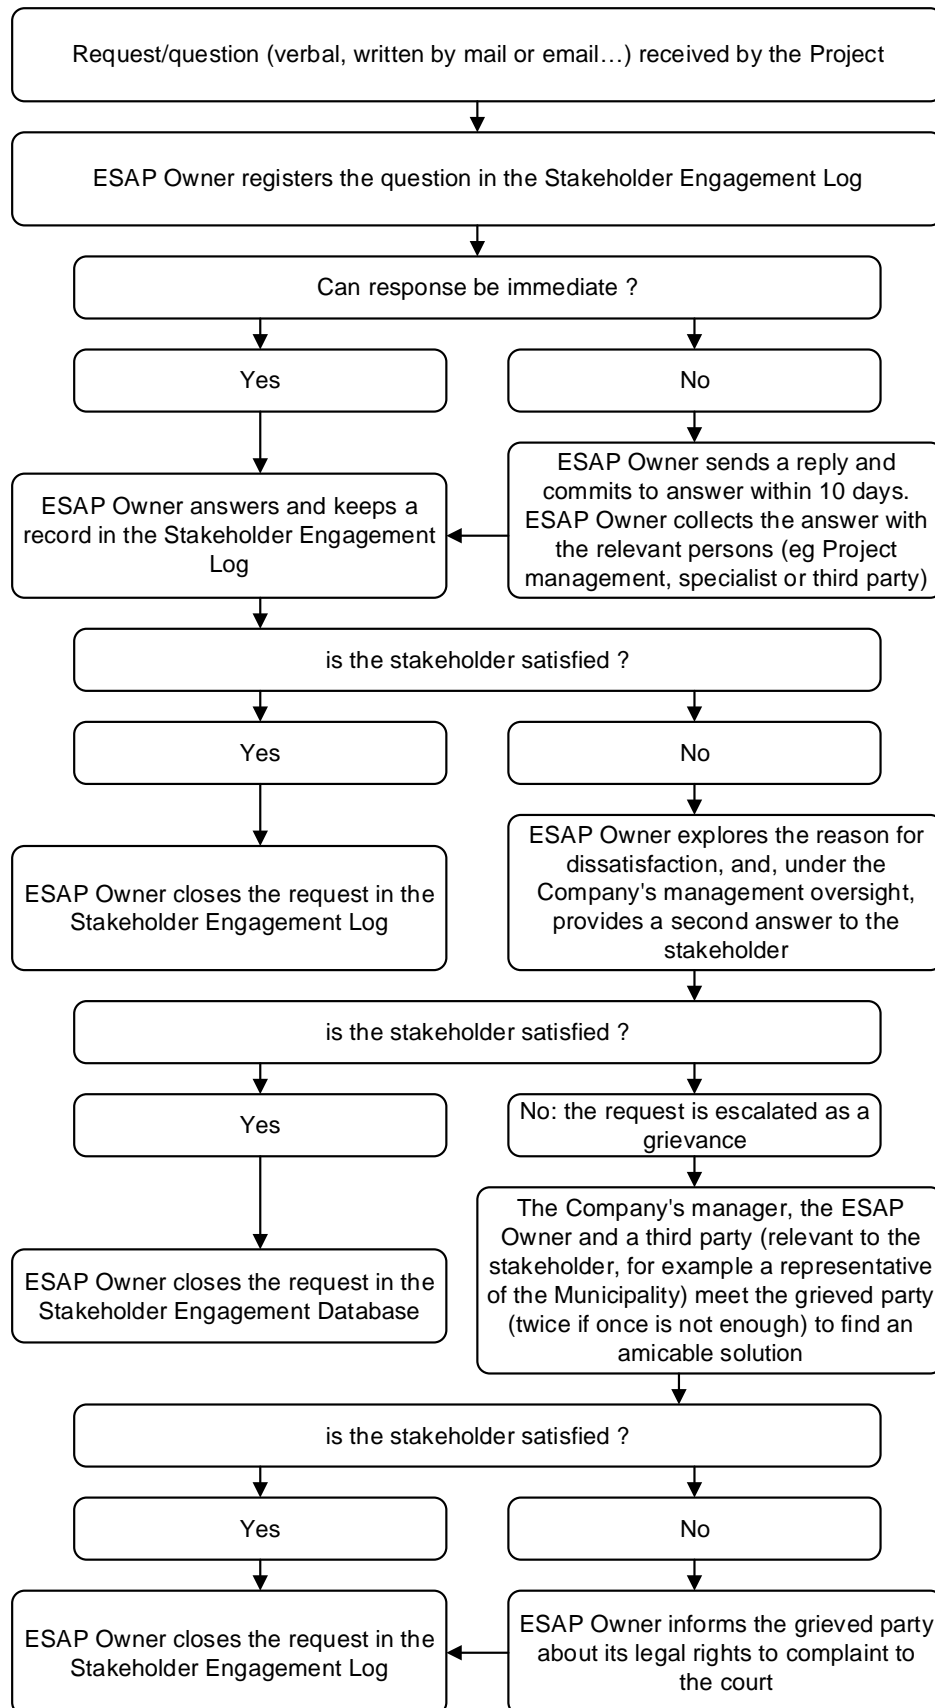 Request/question (verbal, written by mail or email…) received by the Project
ESAP Owner registers the question in the Stakeholder Engagement Log
Can response be immediate ?
Yes
No
ESAP Owner answers and keeps a
record in the Stakeholder Engagement
Log
ESAP Owner sends a reply and
commits to answer within 10 days.
ESAP Owner collects the answer with
the relevant persons (eg Project
management, specialist or third party)
is the stakeholder satisfied ?
Yes
No
ESAP Owner closes the request in the
Stakeholder Engagement Log
ESAP Owner explores the reason for
dissatisfaction, and, under the
Company's management oversight,
provides a second answer to the
stakeholder
is the stakeholder satisfied ?
Yes
No: the request is escalated as a
grievance
ESAP Owner closes the request in the
Stakeholder Engagement Database
The Company's manager, the ESAP
Owner and a third party (relevant to the
stakeholder, for example a representative
of the Municipality) meet the grieved party
(twice if once is not enough) to find an
amicable solution
is the stakeholder satisfied ?
Yes
No
ESAP Owner closes the request in the
Stakeholder Engagement Log
ESAP Owner informs the grieved party
about its legal rights to complaint to
the court